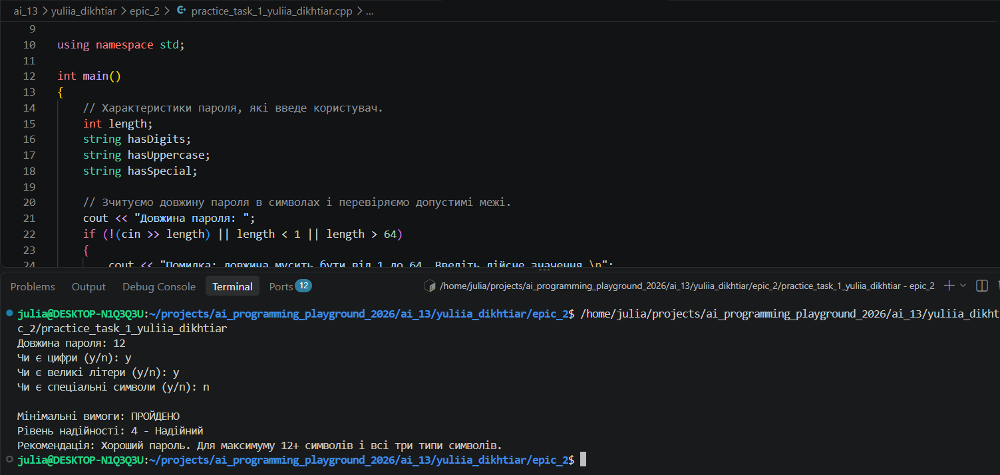 ai_13 > yuliia_dikhtiar > epic_2 > practice_task_1_yuliia_dikhtiar.cpp > ...
9
10 using namespace std;
11
12 int main()
13 {
14 // Характеристики пароля, які введе користувач.
15 int length;
16 string hasDigits;
17 string hasUppercase;
18 string hasSpecial;
19
20 // Зчитуємо довжину пароля в символах і перевіряємо допустимі межі.
21 cout << "Довжина пароля: ";
22 if (!(cin >> length) || length < 1 || length > 64)
23 {
24 cout << "Помилка: довжина мусить бути від 1 до 64. Введіть дійсне значення.\n";
Problems Output Debug Console Terminal Ports 12 /home/julia/projects/ai_programming_playground_2026/ai_13/yuliia_dikhtiar/epic_2/practice_task_1_yuliia_dikhtiar - epic_2
julia@DESKTOP-N1Q3Q3U:~/projects/ai_programming_playground_2026/ai_13/yuliia_dikhtiar/epic_2$ /home/julia/projects/ai_programming_playground_2026/ai_13/yuliia_dikht
c_2/practice_task_1_yuliia_dikhtiar
Довжина пароля: 12
Чи є цифри (y/n): y
Чи є великі літери (y/n): y
Чи є спеціальні символи (y/n): n
Мінімальні вимоги: ПРОЙДЕНО
Рівень надійності: 4 - Надійний
Рекомендація: Хороший пароль. Для максимуму 12+ символів і всі три типи символів.
julia@DESKTOP-N1Q3Q3U:~/projects/ai_programming_playground_2026/ai_13/yuliia_dikhtiar/epic_2$